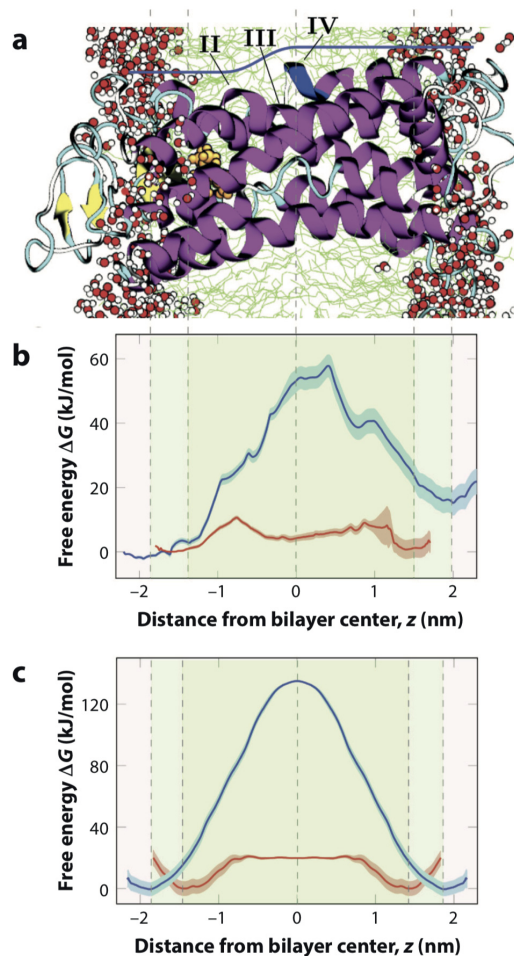 a
II
III
IV
b
Free energy ΔG (kJ/mol)
60
40
20
0
–2
–1
0
1
2
Distance from bilayer center, z (nm)
c
Free energy ΔG (kJ/mol)
120
80
40
0
–2
–1
0
1
2
Distance from bilayer center, z (nm)